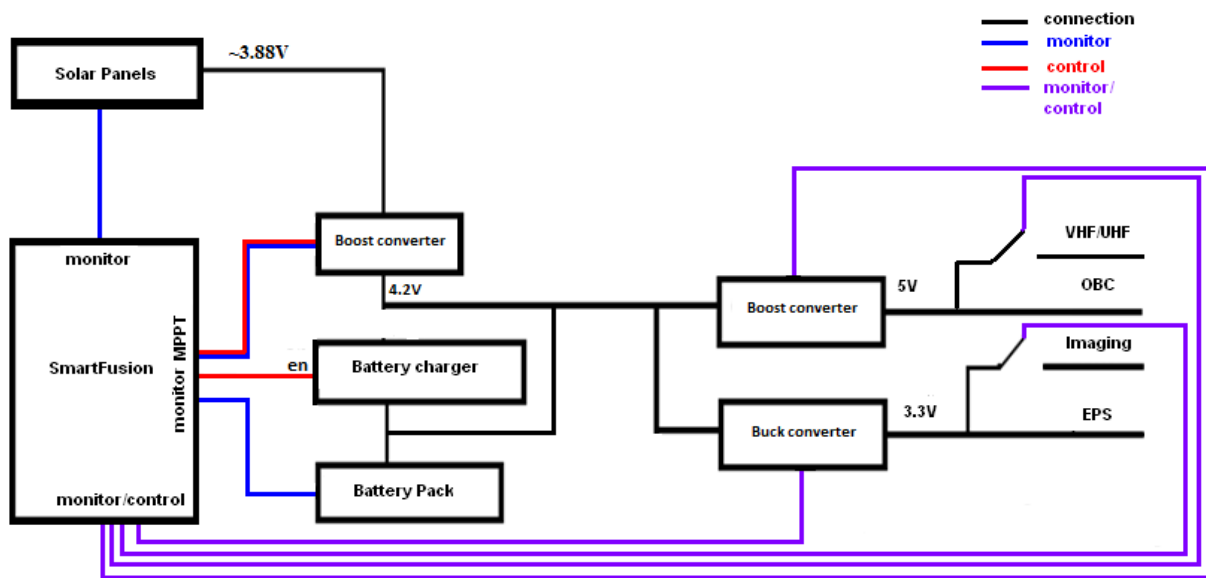 connection
monitor
control
monitor/
control
~3.88V
Solar Panels
monitor
SmartFusion
monitor MPPT
monitor/control
Boost converter
4.2V
en
Battery charger
Battery Pack
Boost converter
5V
VHF/UHF
OBC
Buck converter
3.3V
Imaging
EPS